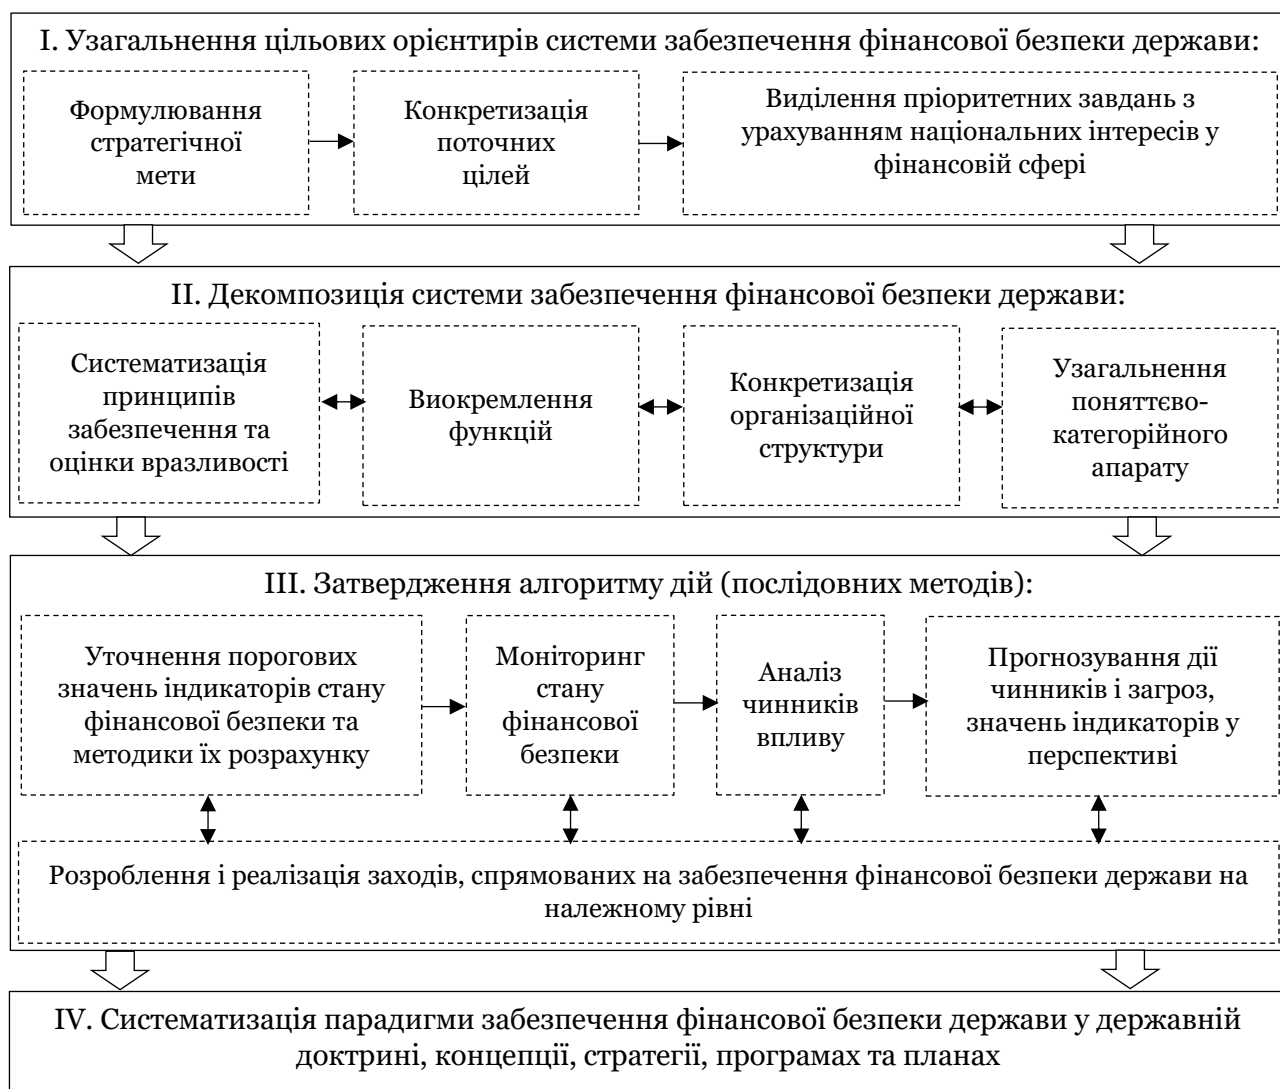 I. Узагальнення цільових орієнтирів системи забезпечення фінансової безпеки держави:
Формулювання
стратегічної
мети
Конкретизація
поточних
цілей
Виділення пріоритетних завдань з
урахуванням національних інтересів у
фінансовій сфері
II. Декомпозиція системи забезпечення фінансової безпеки держави:
Систематизація
принципів
забезпечення та
оцінки вразливості
Виокремлення
функцій
Конкретизація
організаційної
структури
Узагальнення
поняттєво-
категорійного
апарату
III. Затвердження алгоритму дій (послідовних методів):
Уточнення порогових
значень індикаторів стану
фінансової безпеки та
методики їх розрахунку
Моніторинг
стану
фінансової
безпеки
Аналіз
чинників
впливу
Прогнозування дії
чинників і загроз,
значень індикаторів у
перспективі
Розроблення і реалізація заходів, спрямованих на забезпечення фінансової безпеки держави на
належному рівні
IV. Систематизація парадигми забезпечення фінансової безпеки держави у державній
доктрині, концепції, стратегії, програмах та планах